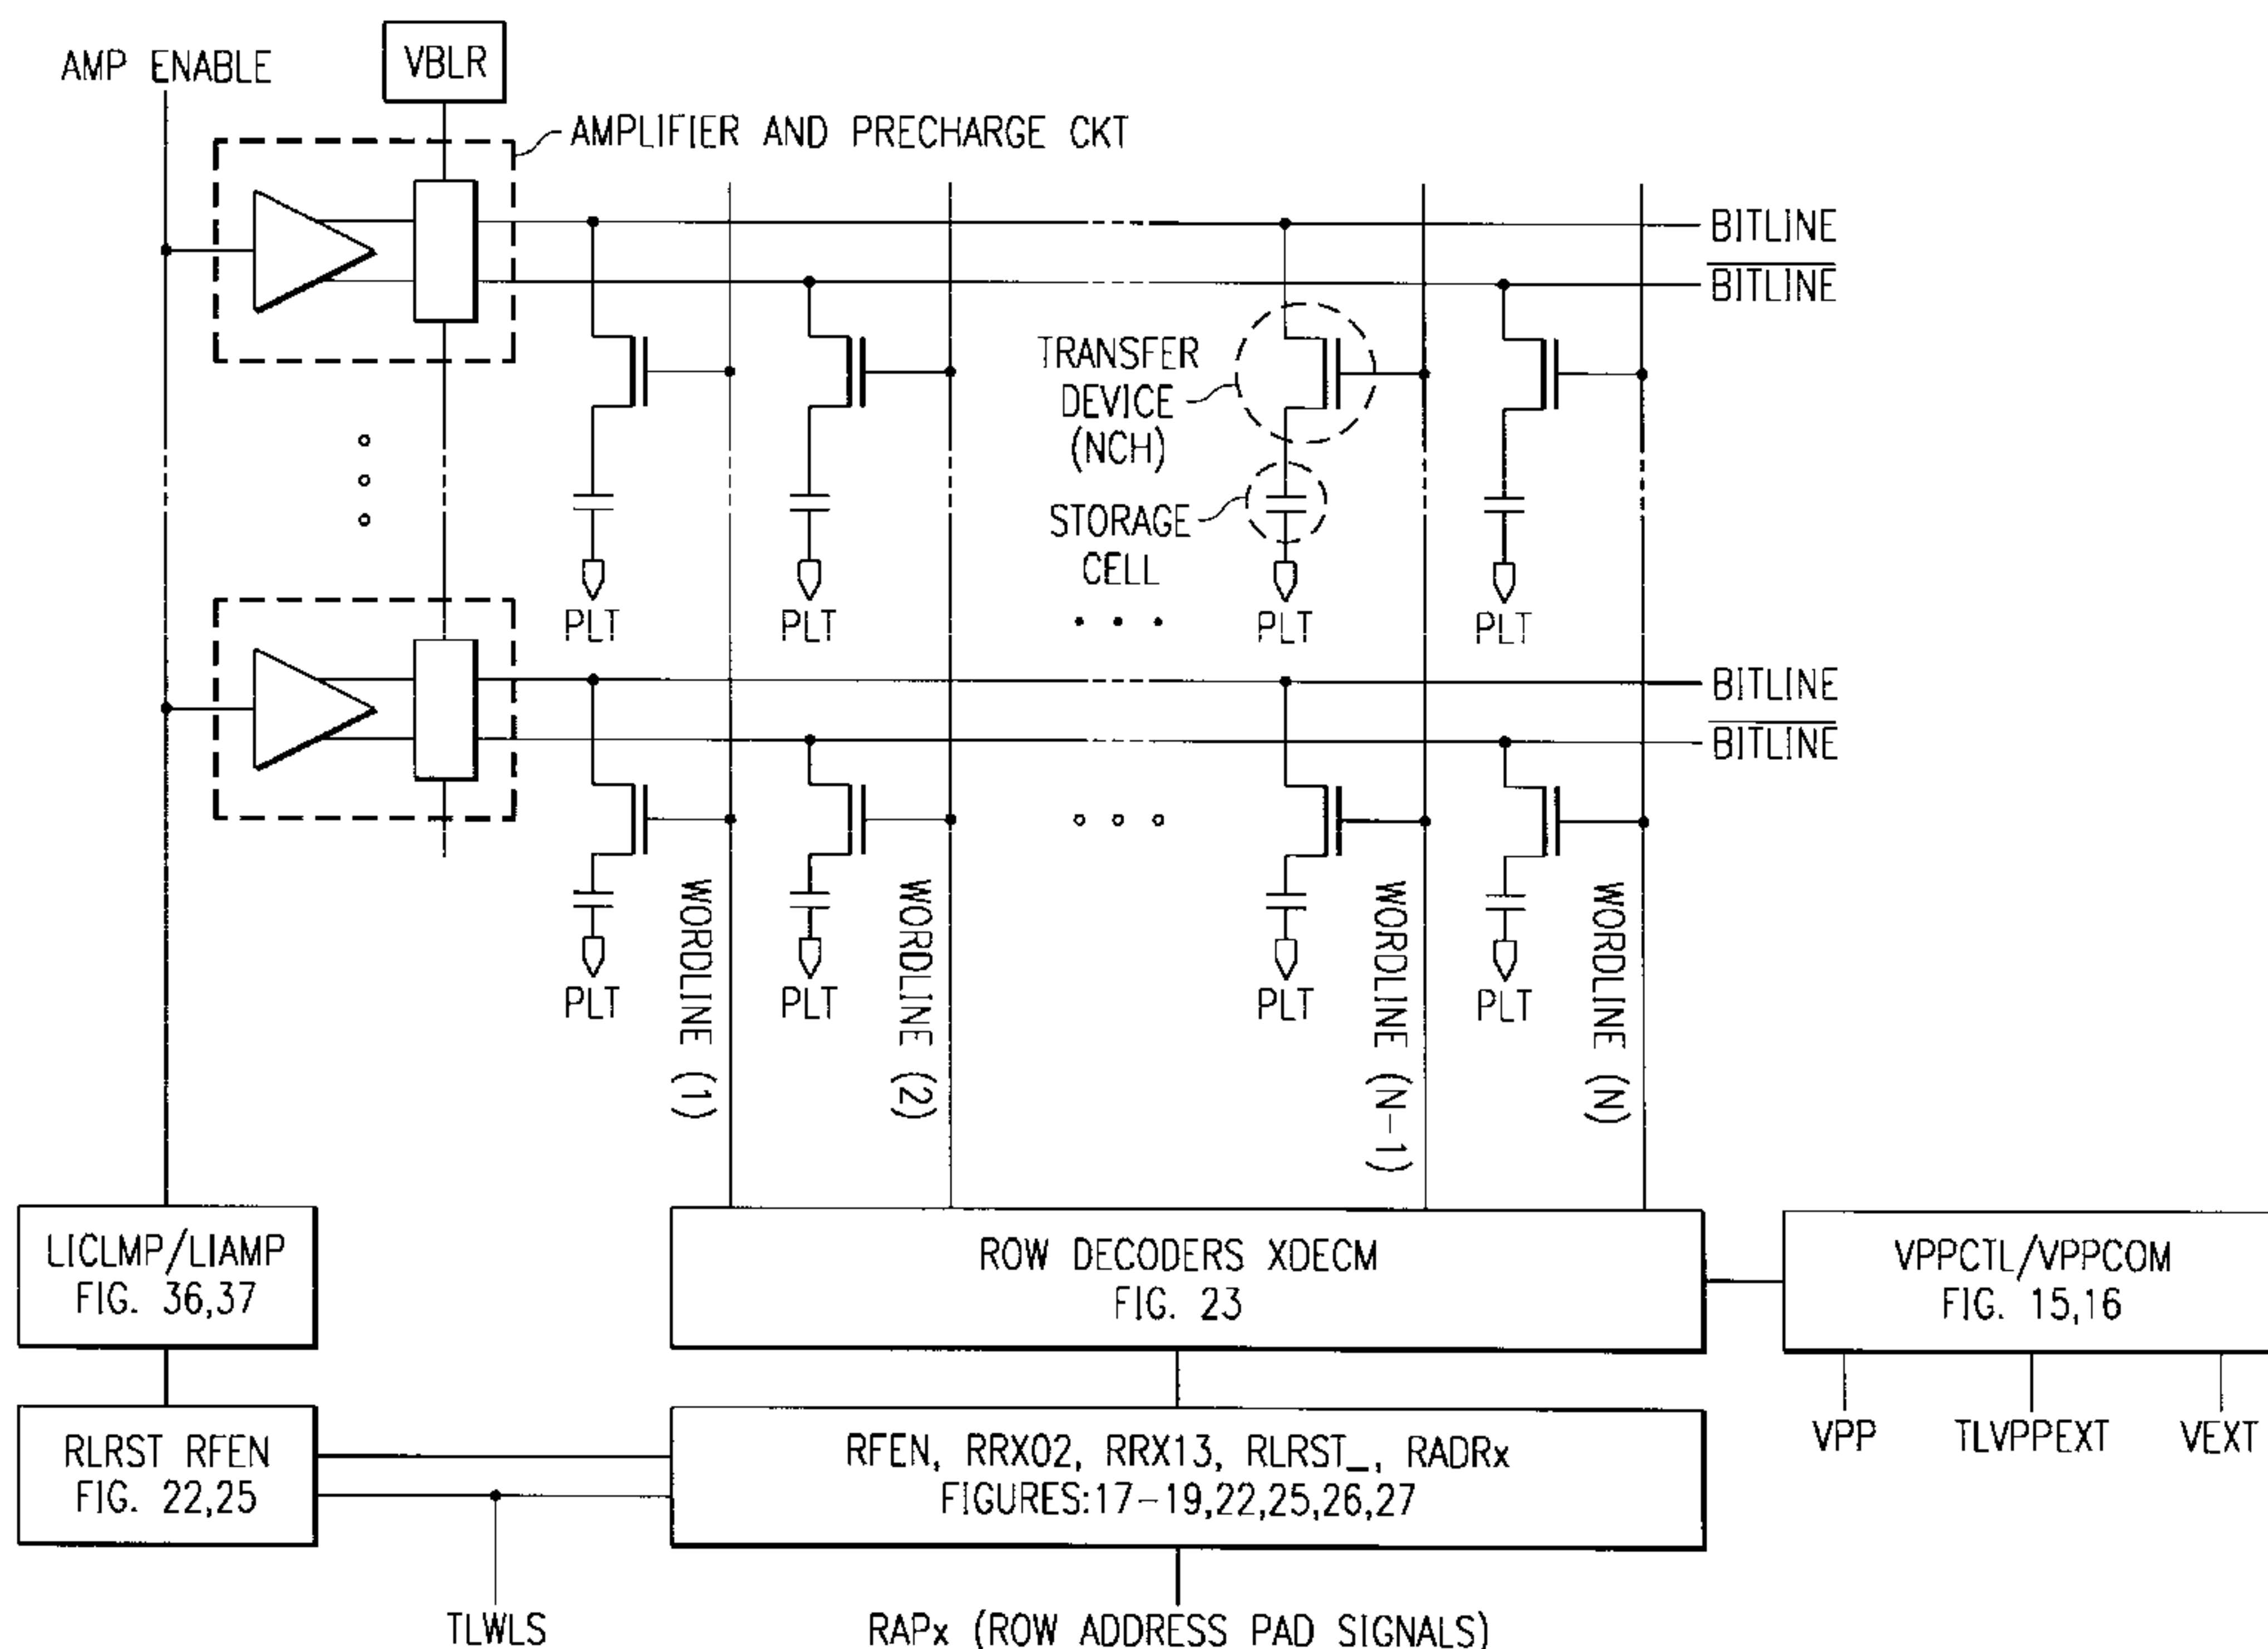 AMP ENABLE
VBLR
AMPLIFIER AND PRECHARGE CKT
BITLINE
BITLINE
TRANSFER
DEVICE
(NCH)
STORAGE
CELL
PLT
PLT
PLT
PLT
BITLINE
BITLINE
PLT
PLT
PLT
PLT
WORDLINE (1)
WORDLINE (2)
WORDLINE (N-1)
WORDLINE (N)
LICLMP/LIAMP
FIG. 36,37
ROW DECODERS XDECM
FIG. 23
VPPCTL/VPPCOM
FIG. 15,16
VPP
TLVPPEXT
VEXT
RLRST RFEN
FIG. 22,25
RFEN, RRX02, RRX13, RLRST_, RADRx
FIGURES:17-19,22,25,26,27
TLWLS
RAPx (ROW ADDRESS PAD SIGNALS)